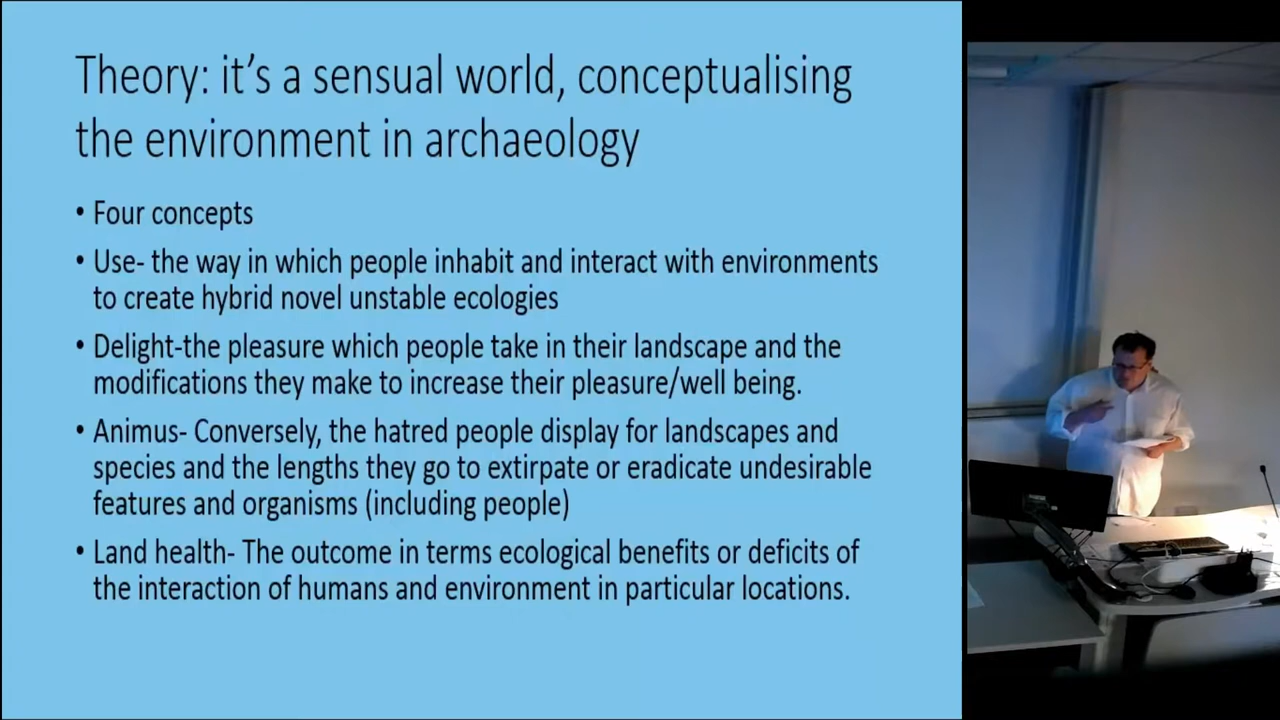 Theory: it's a sensual world, conceptualising
the environment in archaeology
• Four concepts
• Use- the way in which people inhabit and interact with environments
to create hybrid novel unstable ecologies
• Delight-the pleasure which people take in their landscape and the
modifications they make to increase their pleasure/well being.
• Animus- Conversely, the hatred people display for landscapes and
species and the lengths they go to extirpate or eradicate undesirable
features and organisms (including people)
• Land health- The outcome in terms ecological benefits or deficits of
the interaction of humans and environment in particular locations.